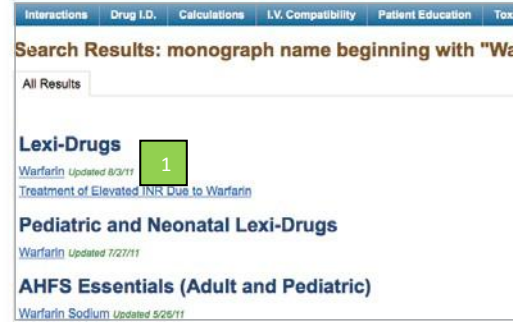 Interactions Drug I.D. Calculations I.V. Compatibility Patient Education Tox
Search Results: monograph name beginning with "Wa
All Results
Lexi-Drugs
1
Warfarin Updated 8/3/11
Treatment of Elevated INR Due to Warfarin
Pediatric and Neonatal Lexi-Drugs
Warfarin Updated 7/27/11
AHFS Essentials (Adult and Pediatric)
Warfarin Sodium Updated 5/26/11